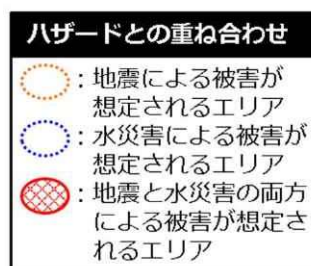 ハザードとの重ね合わせ
：地震による被害が
想定されるエリア
：水災害による被害が
想定されるエリア
：地震と水災害の両方
による被害が想定さ
れるエリア